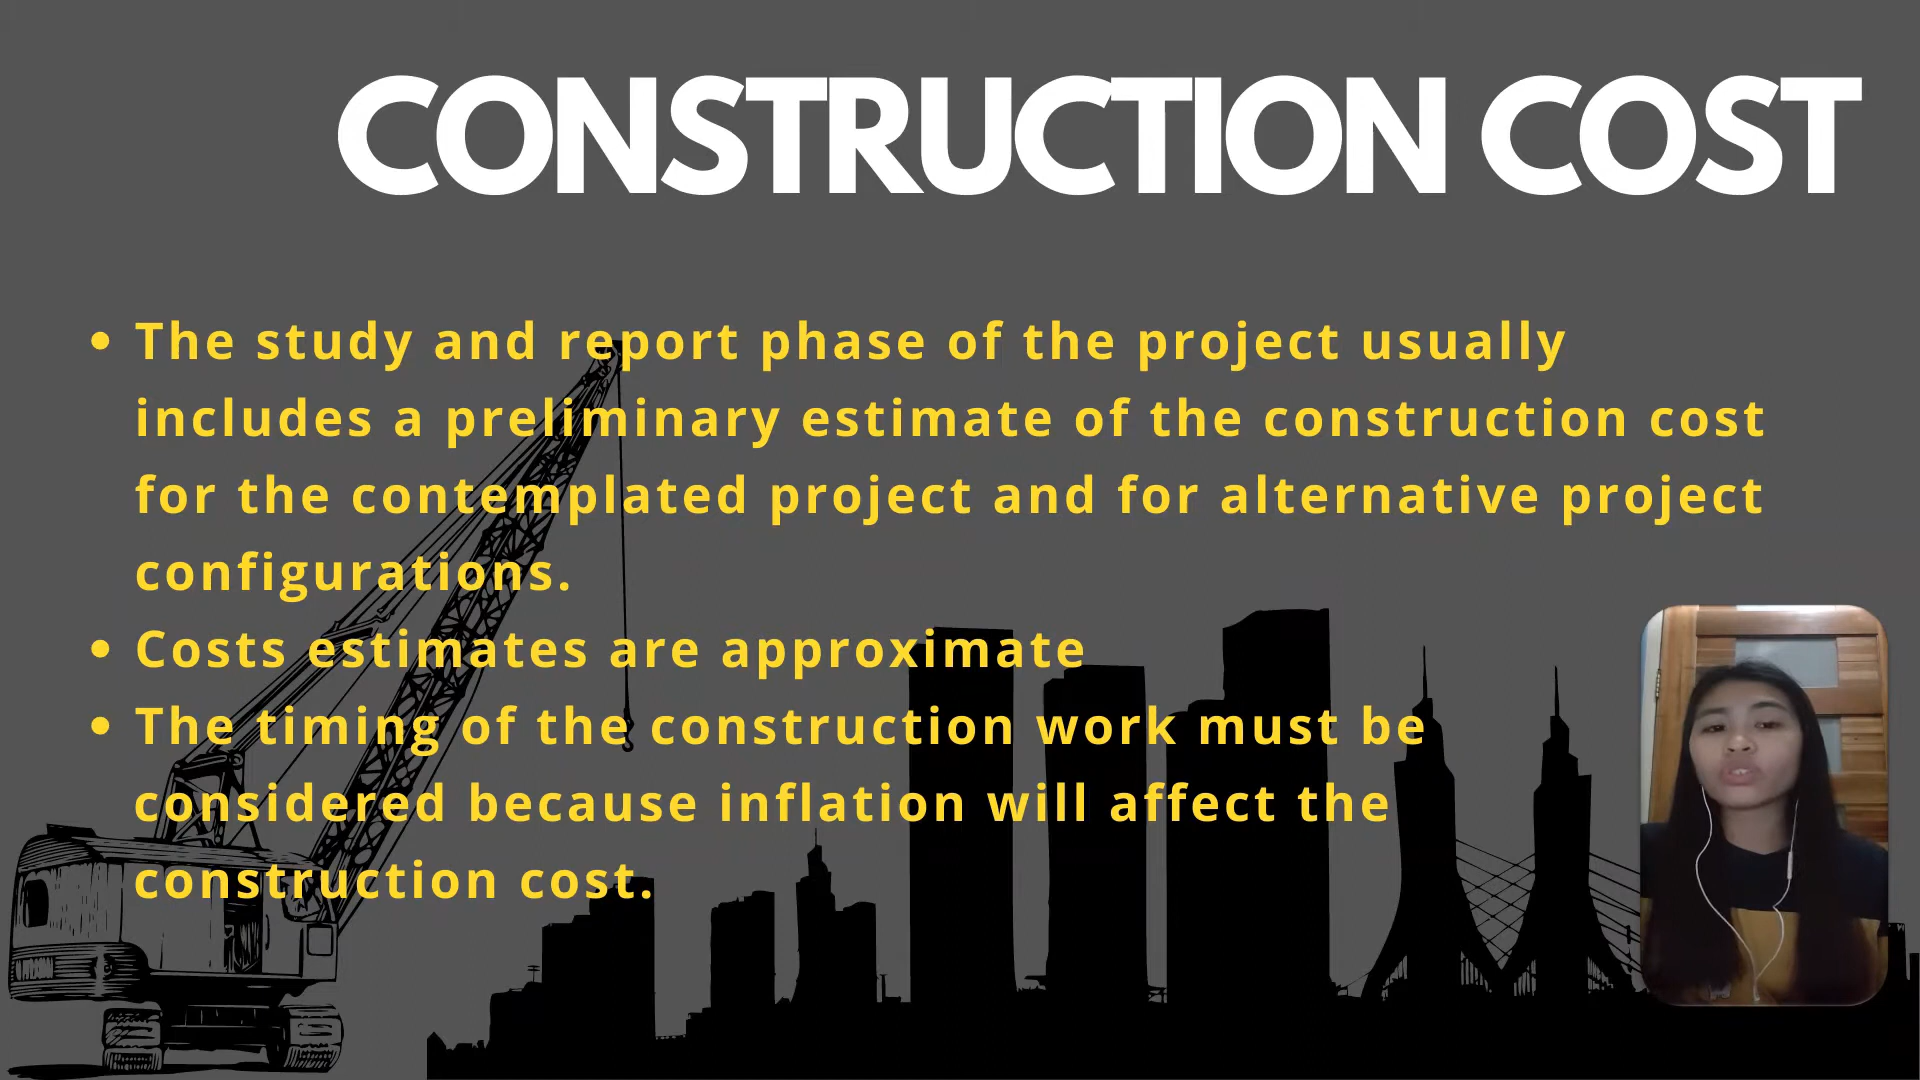 CONSTRUCTION COST
• The study and report phase of the project usually
includes a preliminary estimate of the construction cost
for the contemplated project and for alternative project
configurations.
• Costs estimates are approximate
• The timing of the construction work must be
considered because inflation will affect the
construction cost.